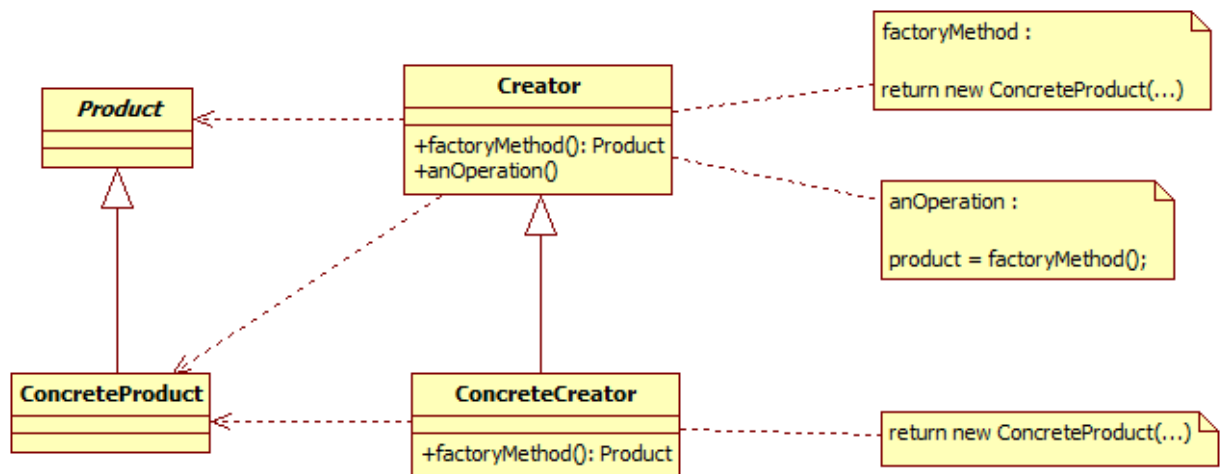 Product
Creator
+factoryMethod(): Product
+anOperation()
factoryMethod :
return new ConcreteProduct(...)
anOperation :
product = factoryMethod();
ConcreteProduct
ConcreteCreator
+factoryMethod(): Product
return new ConcreteProduct(...)